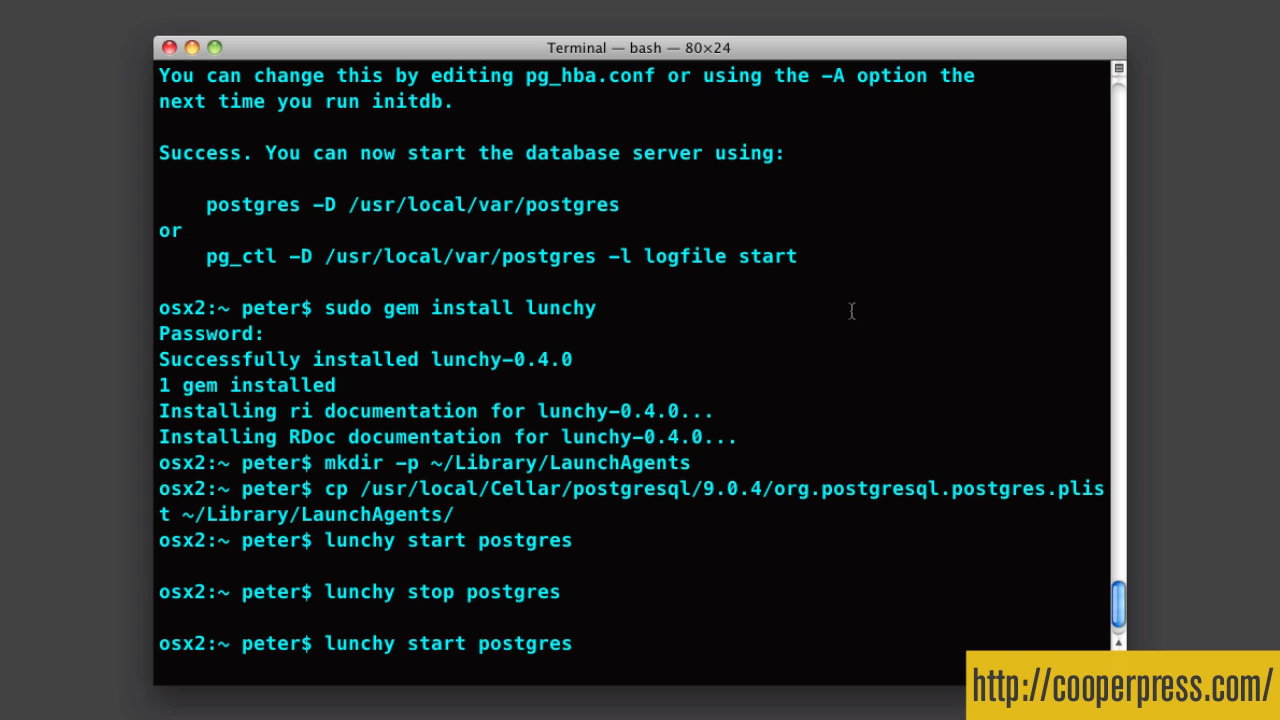 Terminal — bash — 80×24
You can change this by editing pg_hba.conf or using the -A option the
next time you run initdb.
Success. You can now start the database server using:
postgres -D /usr/local/var/postgres
or
pg_ctl -D /usr/local/var/postgres -l logfile start
osx2:~ peter$ sudo gem install lunchy
Password:
Successfully installed lunchy-0.4.0
1 gem installed
Installing ri documentation for lunchy-0.4.0...
Installing RDoc documentation for lunchy-0.4.0...
osx2:~ peter$ mkdir -p ~/Library/LaunchAgents
osx2:~ peter$ cp /usr/local/Cellar/postgresql/9.0.4/org.postgresql.postgres.plis
t ~/Library/LaunchAgents/
osx2:~ peter$ lunchy start postgres
osx2:~ peter$ lunchy stop postgres
osx2:~ peter$ lunchy start postgres
http://cooperpress.com/